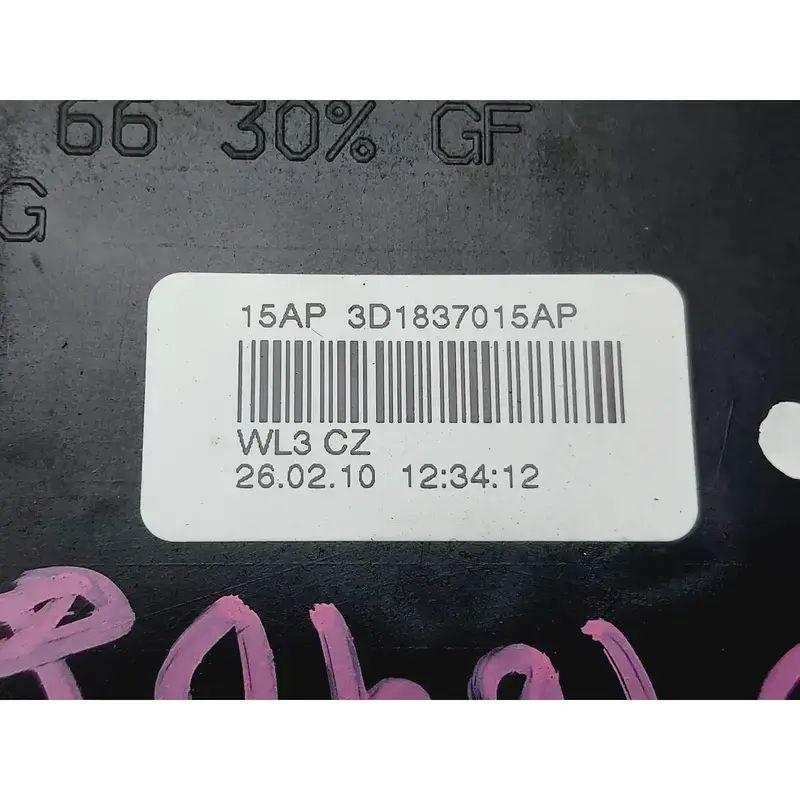 66 30% GF
G
15AP 3D1837015AP
WL3 CZ
26.02.10 12:34:12